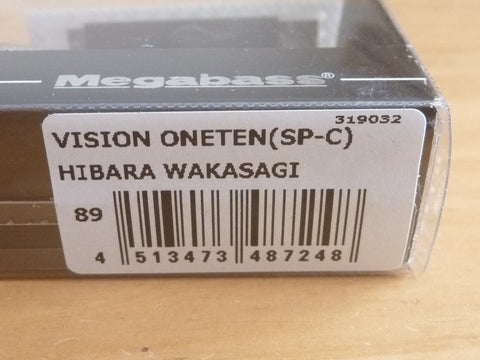 Megabass®
319032
VISION ONETEN(SP-C)
HIBARA WAKASAGI
89
4 513473 487248